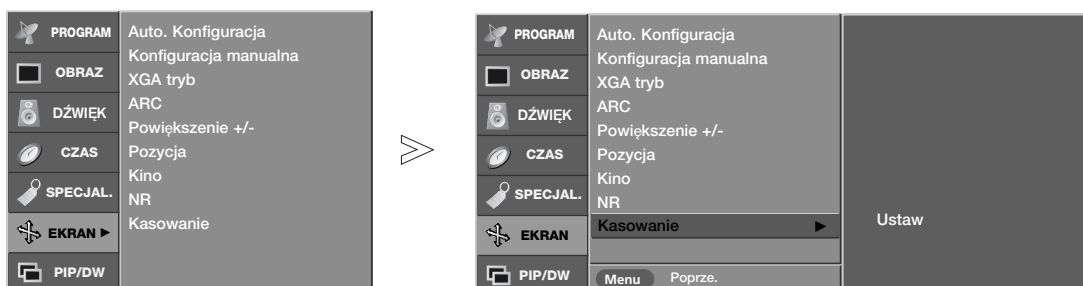 PROGRAM
OBRAZ
DŹWIĘK
CZAS
SPECJAL.
EKRAN ►
PIP/DW
Auto. Konfiguracja
Konfiguracja manualna
XGA tryb
ARC
Powiększenie +/-
Pozycja
Kino
NR
Kasowanie
PROGRAM
OBRAZ
DŹWIĘK
CZAS
SPECJAL.
EKRAN
PIP/DW
Auto. Konfiguracja
Konfiguracja manualna
XGA tryb
ARC
Powiększenie +/-
Pozycja
Kino
NR
Kasowanie ►
Menu Poprze.
Ustaw